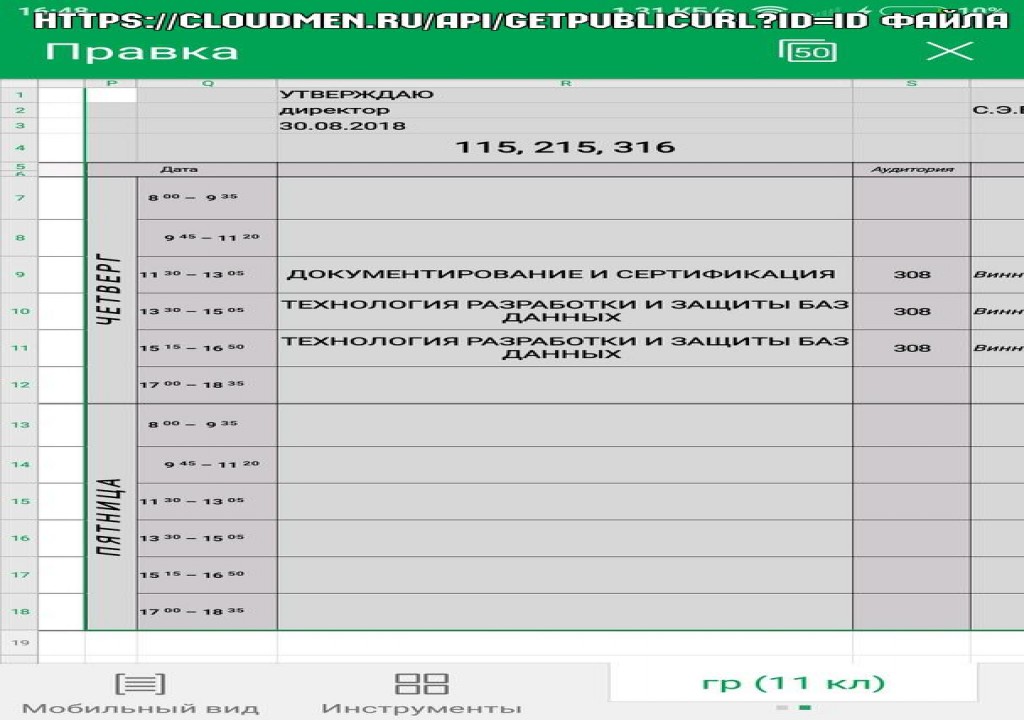 HTTPS://CLOUDMEN.RU/API/GETPUBLICURL?ID=ID ФАЙЛА
Правка
50
P Q R S
1 УТВЕРЖДАЮ
2 директор
3 30.08.2018
4 115, 215, 316
5 Дата Аудитория
6
ЧЕТВЕРГ
7 8 00 – 9 35
8 9 45 – 11 20
9 11 30 – 13 05 ДОКУМЕНТИРОВАНИЕ И СЕРТИФИКАЦИЯ 308 Винн
10 13 30 – 15 05 ТЕХНОЛОГИЯ РАЗРАБОТКИ И ЗАЩИТЫ БАЗ
ДАННЫХ 308 Винн
11 15 15 – 16 50 ТЕХНОЛОГИЯ РАЗРАБОТКИ И ЗАЩИТЫ БАЗ
ДАННЫХ 308 Винн
12 17 00 – 18 35
ПЯТНИЦА
13 8 00 – 9 35
14 9 45 – 11 20
15 11 30 – 13 05
16 13 30 – 15 05
17 15 15 – 16 50
18 17 00 – 18 35
19
гр (11 кл)
Мобильный вид Инструменты